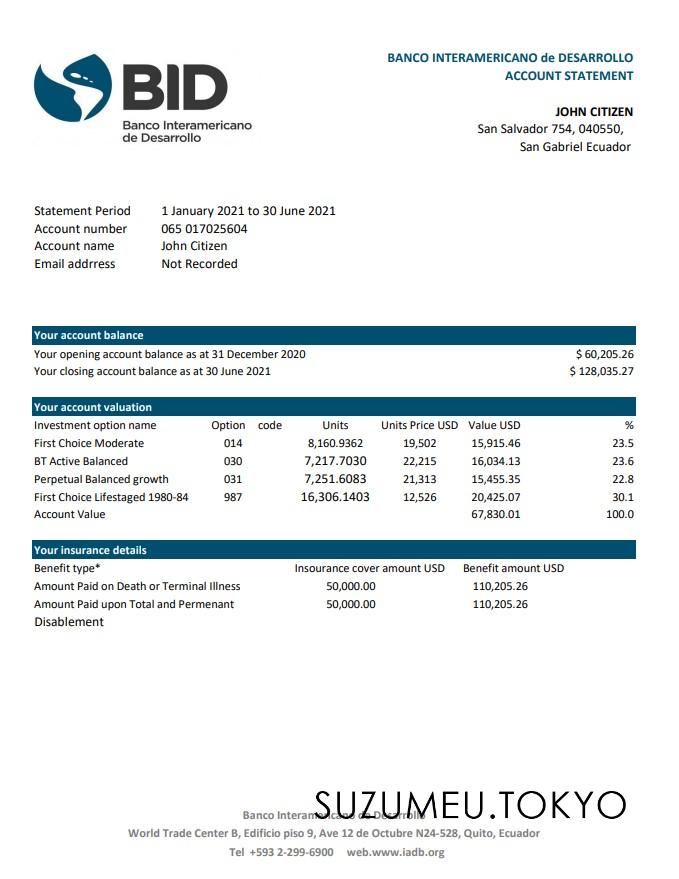 BID
Banco Interamericano
de Desarrollo
BANCO INTERAMERICANO de DESARROLLO
ACCOUNT STATEMENT
JOHN CITIZEN
San Salvador 754, 040550,
San Gabriel Ecuador
Statement Period 1 January 2021 to 30 June 2021
Account number 065 017025604
Account name John Citizen
Email addrress Not Recorded
Your account balance
Your opening account balance as at 31 December 2020 $ 60,205.26
Your closing account balance as at 30 June 2021 $ 128,035.27
Your account valuation
Investment option name Option code Units Units Price USD Value USD %
First Choice Moderate 014 8,160.9362 19,502 15,915.46 23.5
BT Active Balanced 030 7,217.7030 22,215 16,034.13 23.6
Perpetual Balanced growth 031 7,251.6083 21,313 15,455.35 22.8
First Choice Lifestaged 1980-84 987 16,306.1403 12,526 20,425.07 30.1
Account Value 67,830.01 100.0
Your insurance details
Benefit type* Insourance cover amount USD Benefit amount USD
Amount Paid on Death or Terminal Illness 50,000.00 110,205.26
Amount Paid upon Total and Permenant 50,000.00 110,205.26
Disablement
SUZUMEU.TOKYO
Banco Interamericano de Desarrollo
World Trade Center B, Edificio piso 9, Ave 12 de Octubre N24-528, Quito, Ecuador
Tel +593 2-299-6900 web.www.iadb.org